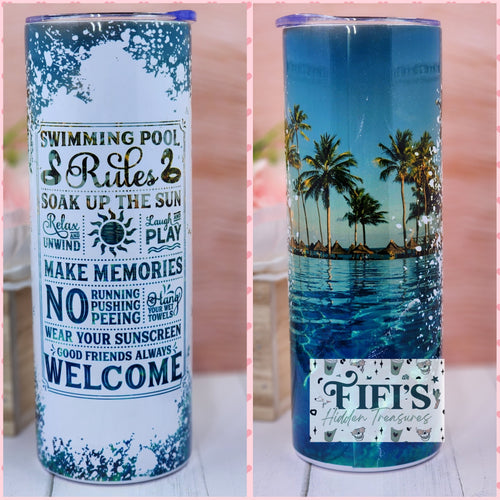 SWIMMING POOL
Rules
SOAK UP THE SUN
Relax AND UNWIND
Laugh AND PLAY
MAKE MEMORIES
NO RUNNING PUSHING PEEING
Hang YOUR WET TOWELS!
WEAR YOUR SUNSCREEN
GOOD FRIENDS ALWAYS
WELCOME
FIFI'S
Hidden Treasures